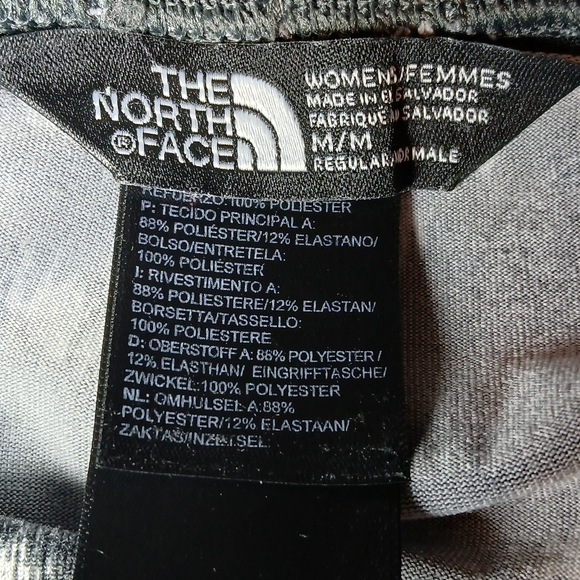 THE
NORTH
FACE
WOMENS/FEMMES
MADE IN EL SALVADOR
FABRIQUÉ AU SALVADOR
M/M
REGULAR/NORMALE
REFUERZO:100% POLIESTER
P: TECIDO PRINCIPAL A:
88% POLIÉSTER/12% ELASTANO/
BOLSO/ENTRETELA:
100% POLIÉSTER
I: RIVESTIMENTO A:
88% POLIESTERE/12% ELASTAN/
BORSETTA/TASSELLO:
100% POLIESTERE
D: OBERSTOFF A: 88% POLYESTER /
12% ELASTHAN/ EINGRIFFTASCHE/
ZWICKEL:100% POLYESTER
NL: OMHULSEL A:88%
POLYESTER/12% ELASTAAN/
ZAKTAS/INZETSEL: